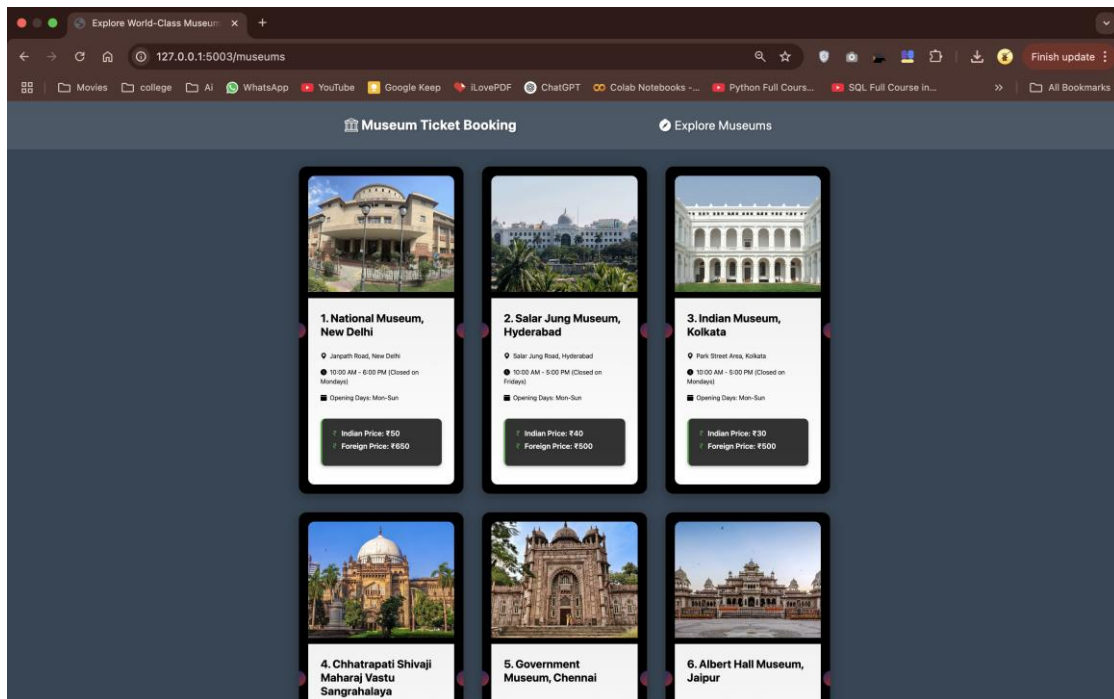 Explore World-Class Museum
127.0.0.1:5003/museums
Finish update
Movies
college
Ai
WhatsApp
YouTube
Google Keep
iLovePDF
ChatGPT
Colab Notebooks -...
Python Full Cours...
SQL Full Course in...
»
All Bookmarks
Museum Ticket Booking
Explore Museums
1. National Museum,
New Delhi
Janpath Road, New Delhi
10:00 AM - 6:00 PM (Closed on
Mondays)
Opening Days: Mon-Sun
₹ Indian Price: ₹50
₹ Foreign Price: ₹650
2. Salar Jung Museum,
Hyderabad
Salar Jung Road, Hyderabad
10:00 AM - 5:00 PM (Closed on
Fridays)
Opening Days: Mon-Sun
₹ Indian Price: ₹40
₹ Foreign Price: ₹500
3. Indian Museum,
Kolkata
Park Street Area, Kolkata
10:00 AM - 5:00 PM (Closed on
Mondays)
Opening Days: Mon-Sun
₹ Indian Price: ₹30
₹ Foreign Price: ₹500
4. Chhatrapati Shivaji
Maharaj Vastu
Sangrahalaya
5. Government
Museum, Chennai
6. Albert Hall Museum,
Jaipur